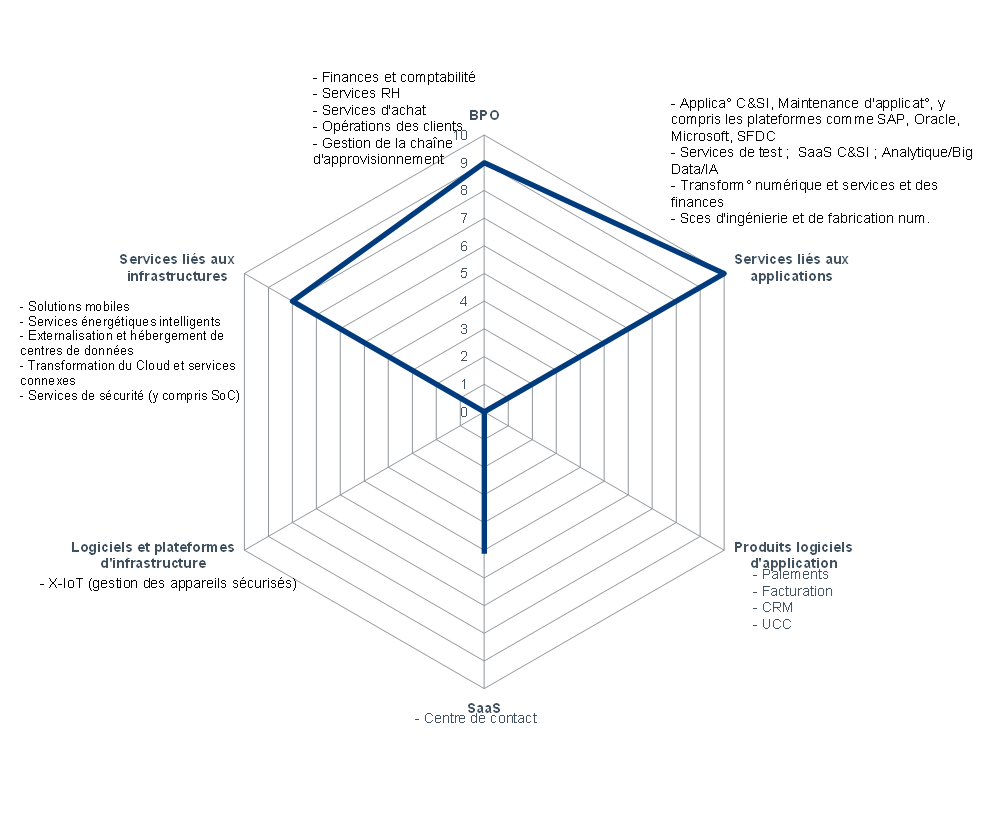 - Finances et comptabilité
- Services RH
- Services d'achat
- Opérations des clients
- Gestion de la chaîne
d'approvisionnement
BPO
- Applica° C&SI, Maintenance d'applicat°, y
compris les plateformes comme SAP, Oracle,
Microsoft, SFDC
- Services de test ;  SaaS C&SI ; Analytique/Big
Data/IA
- Transform° numérique et services et des
finances
- Sces d'ingénierie et de fabrication num.
10
9
8
7
6
5
4
3
2
1
0
Services liés aux
infrastructures
Services liés aux
applications
- Solutions mobiles
- Services énergétiques intelligents
- Externalisation et hébergement de
centres de données
- Transformation du Cloud et services
connexes
- Services de sécurité (y compris SoC)
Logiciels et plateformes
d'infrastructure
- X-IoT (gestion des appareils sécurisés)
Produits logiciels
d'application
- Paiements
- Facturation
- CRM
- UCC
SaaS
- Centre de contact